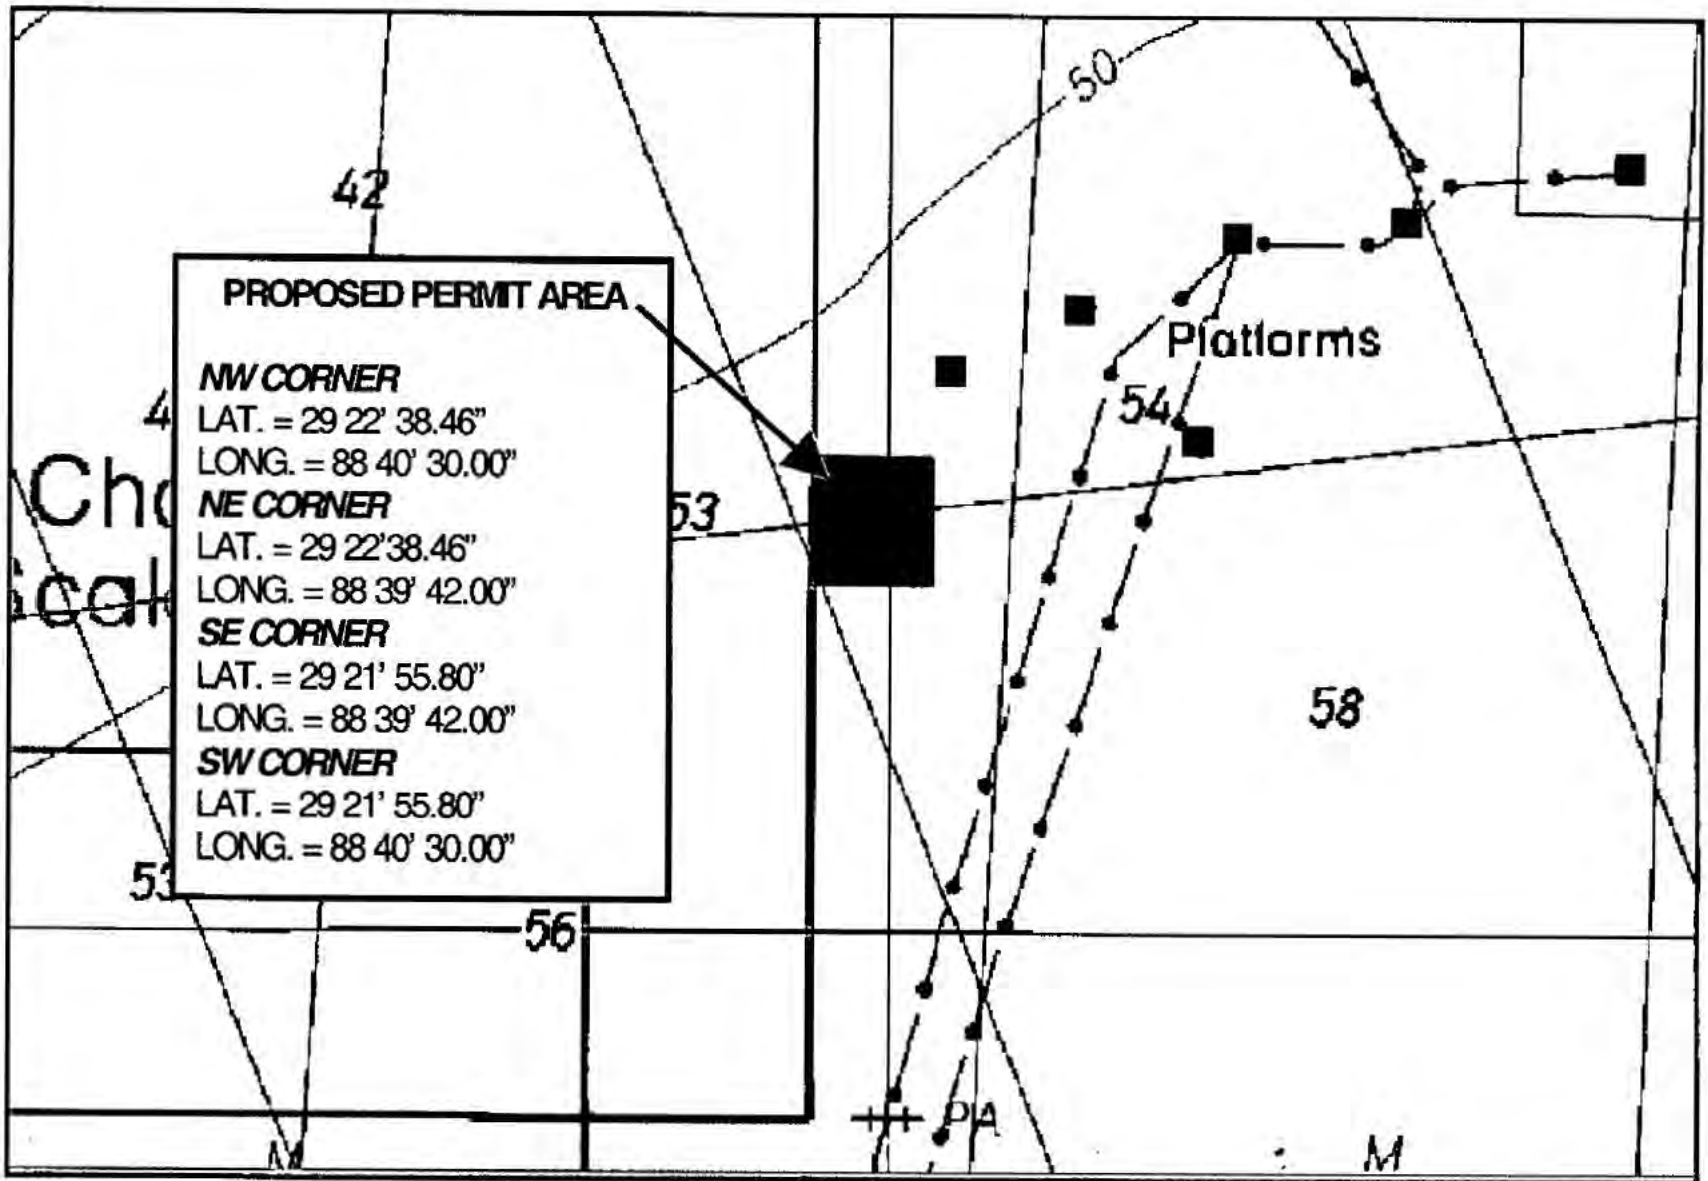 50
42
PROPOSED PERMIT AREA
NW CORNER
LAT. = 29 22' 38.46”
LONG. = 88 40' 30.00”
NE CORNER
LAT. = 29 22'38.46”
LONG. = 88 39' 42.00”
SE CORNER
LAT. = 29 21' 55.80”
LONG. = 88 39' 42.00”
SW CORNER
LAT. = 29 21' 55.80”
LONG. = 88 40' 30.00”
Platforms
54
4
53
58
53
56
PA
M
M